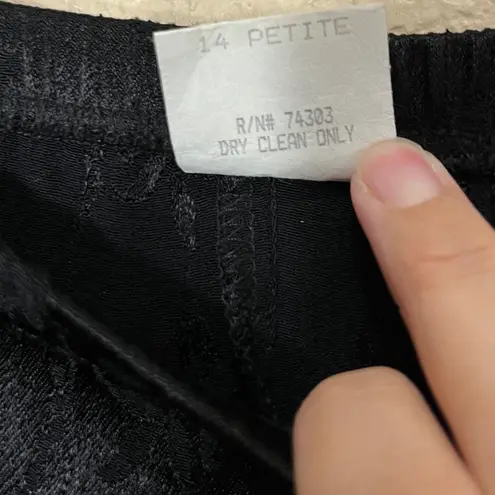 14 PETITE
R/N# 74303
DRY CLEAN ONLY